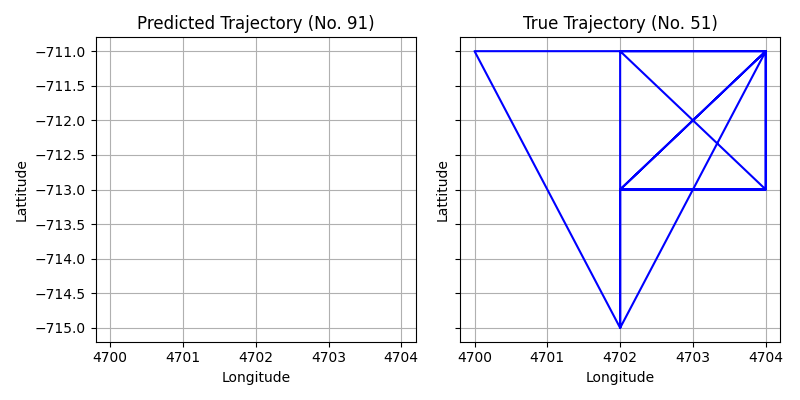 Predicted Trajectory (No. 91)
True Trajectory (No. 51)
Lattitude
−711.0
−711.5
−712.0
−712.5
−713.0
−713.5
−714.0
−714.5
−715.0
4700 4701 4702 4703 4704
Longitude
Lattitude
4700 4701 4702 4703 4704
Longitude